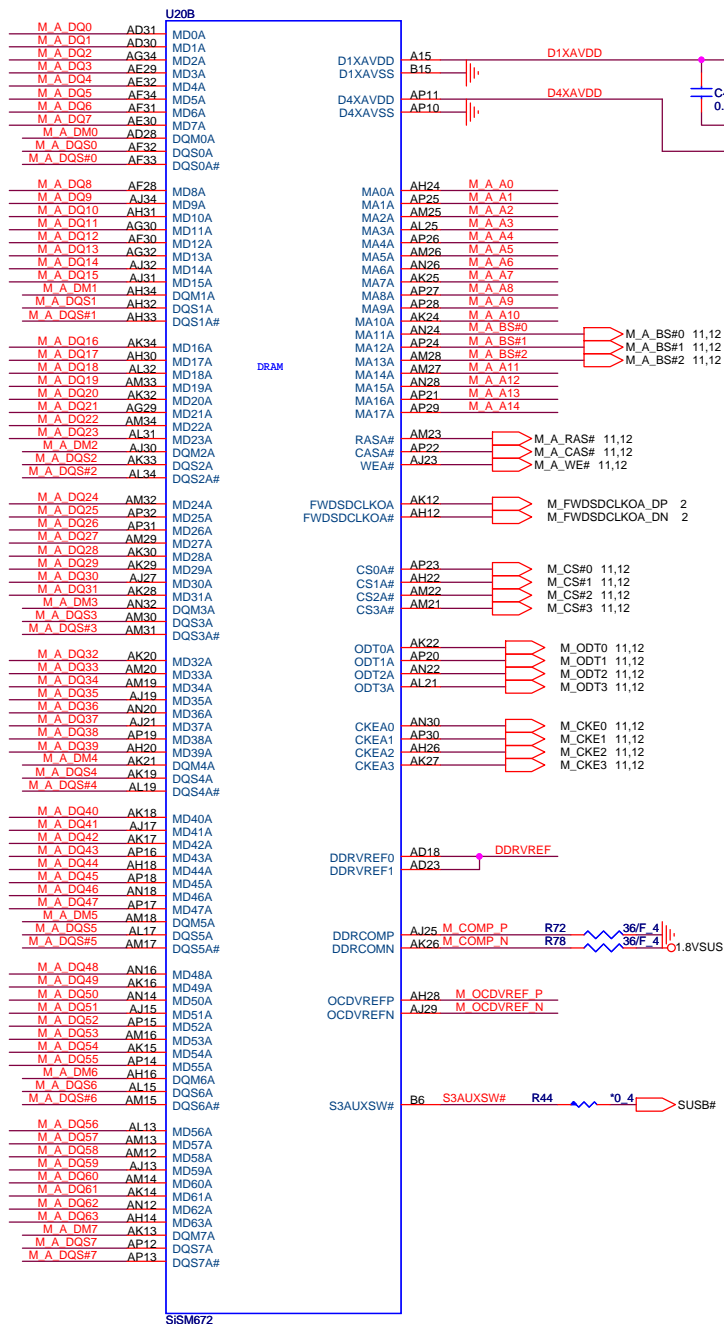 U20B
M_A_DQ0 AD31 MD0A
M_A_DQ1 AD30 MD1A
M_A_DQ2 AG34 MD2A
M_A_DQ3 AE29 MD3A
M_A_DQ4 AE32 MD4A
M_A_DQ5 AF34 MD5A
M_A_DQ6 AF31 MD6A
M_A_DQ7 AE30 MD7A
M_A_DM0 AD28 DQM0A
M_A_DQS0 AF32 DQS0A
M_A_DQS#0 AF33 DQS0A#
M_A_DQ8 AF28 MD8A
M_A_DQ9 AJ34 MD9A
M_A_DQ10 AH31 MD10A
M_A_DQ11 AG30 MD11A
M_A_DQ12 AF30 MD12A
M_A_DQ13 AG32 MD13A
M_A_DQ14 AJ32 MD14A
M_A_DQ15 AJ31 MD15A
M_A_DM1 AH34 DQM1A
M_A_DQS1 AH32 DQS1A
M_A_DQS#1 AH33 DQS1A#
M_A_DQ16 AK34 MD16A
M_A_DQ17 AH30 MD17A
M_A_DQ18 AL32 MD18A
M_A_DQ19 AM33 MD19A
M_A_DQ20 AK32 MD20A
M_A_DQ21 AG29 MD21A
M_A_DQ22 AM34 MD22A
M_A_DQ23 AL31 MD23A
M_A_DM2 AJ30 DQM2A
M_A_DQS2 AK33 DQS2A
M_A_DQS#2 AL34 DQS2A#
M_A_DQ24 AM32 MD24A
M_A_DQ25 AP32 MD25A
M_A_DQ26 AP31 MD26A
M_A_DQ27 AM29 MD27A
M_A_DQ28 AK30 MD28A
M_A_DQ29 AK29 MD29A
M_A_DQ30 AJ27 MD30A
M_A_DQ31 AK28 MD31A
M_A_DM3 AN32 DQM3A
M_A_DQS3 AM30 DQS3A
M_A_DQS#3 AM31 DQS3A#
M_A_DQ32 AK20 MD32A
M_A_DQ33 AM20 MD33A
M_A_DQ34 AM19 MD34A
M_A_DQ35 AJ19 MD35A
M_A_DQ36 AN20 MD36A
M_A_DQ37 AJ21 MD37A
M_A_DQ38 AP19 MD38A
M_A_DQ39 AH20 MD39A
M_A_DM4 AK21 DQM4A
M_A_DQS4 AK19 DQS4A
M_A_DQS#4 AL19 DQS4A#
M_A_DQ40 AK18 MD40A
M_A_DQ41 AJ17 MD41A
M_A_DQ42 AK17 MD42A
M_A_DQ43 AP16 MD43A
M_A_DQ44 AH18 MD44A
M_A_DQ45 AP18 MD45A
M_A_DQ46 AN18 MD46A
M_A_DQ47 AP17 MD47A
M_A_DM5 AM18 DQM5A
M_A_DQS5 AL17 DQS5A
M_A_DQS#5 AM17 DQS5A#
M_A_DQ48 AN16 MD48A
M_A_DQ49 AK16 MD49A
M_A_DQ50 AN14 MD50A
M_A_DQ51 AJ15 MD51A
M_A_DQ52 AP15 MD52A
M_A_DQ53 AM16 MD53A
M_A_DQ54 AK15 MD54A
M_A_DQ55 AP14 MD55A
M_A_DM6 AH16 DQM6A
M_A_DQS6 AL15 DQS6A
M_A_DQS#6 AM15 DQS6A#
M_A_DQ56 AL13 MD56A
M_A_DQ57 AM13 MD57A
M_A_DQ58 AM12 MD58A
M_A_DQ59 AJ13 MD59A
M_A_DQ60 AM14 MD60A
M_A_DQ61 AK14 MD61A
M_A_DQ62 AN12 MD62A
M_A_DQ63 AH14 MD63A
M_A_DM7 AK13 DQM7A
M_A_DQS7 AP12 DQS7A
M_A_DQS#7 AP13 DQS7A#
DRAM
D1XAVDD A15 D1XAVDD
D1XAVSS B15
D4XAVDD AP11 D4XAVDD
D4XAVSS AP10
MA0A AH24 M_A_A0
MA1A AP25 M_A_A1
MA2A AM25 M_A_A2
MA3A AL25 M_A_A3
MA4A AP26 M_A_A4
MA5A AM26 M_A_A5
MA6A AN26 M_A_A6
MA7A AK25 M_A_A7
MA8A AP27 M_A_A8
MA9A AP28 M_A_A9
MA10A AK24 M_A_A10
MA11A AN24 M_A_BS#0 M_A_BS#0 11,12
MA12A AP24 M_A_BS#1 M_A_BS#1 11,12
MA13A AM28 M_A_BS#2 M_A_BS#2 11,12
MA14A AM27 M_A_A11
MA15A AN28 M_A_A12
MA16A AP21 M_A_A13
MA17A AP29 M_A_A14
RASA# AM23 M_A_RAS# 11,12
CASA# AP22 M_A_CAS# 11,12
WEA# AJ23 M_A_WE# 11,12
FWDSDCLKOA AK12 M_FWDSDCLKOA_DP 2
FWDSDCLKOA# AH12 M_FWDSDCLKOA_DN 2
CS0A# AP23 M_CS#0 11,12
CS1A# AH22 M_CS#1 11,12
CS2A# AM22 M_CS#2 11,12
CS3A# AM21 M_CS#3 11,12
ODT0A AK22 M_ODT0 11,12
ODT1A AP20 M_ODT1 11,12
ODT2A AN22 M_ODT2 11,12
ODT3A AL21 M_ODT3 11,12
CKEA0 AN30 M_CKE0 11,12
CKEA1 AP30 M_CKE1 11,12
CKEA2 AH26 M_CKE2 11,12
CKEA3 AK27 M_CKE3 11,12
DDRVREF0 AD18 DDRVREF
DDRVREF1 AD23
DDRCOMP AJ25 M_COMP_P R72 36/F_4
DDRCOMN AK26 M_COMP_N R78 36/F_4 1.8VSUS
OCDVREFP AH28 M_OCDVREF_P
OCDVREFN AJ29 M_OCDVREF_N
S3AUXSW# B6 S3AUXSW# R44 *0_4 SUSB#
SiSM672